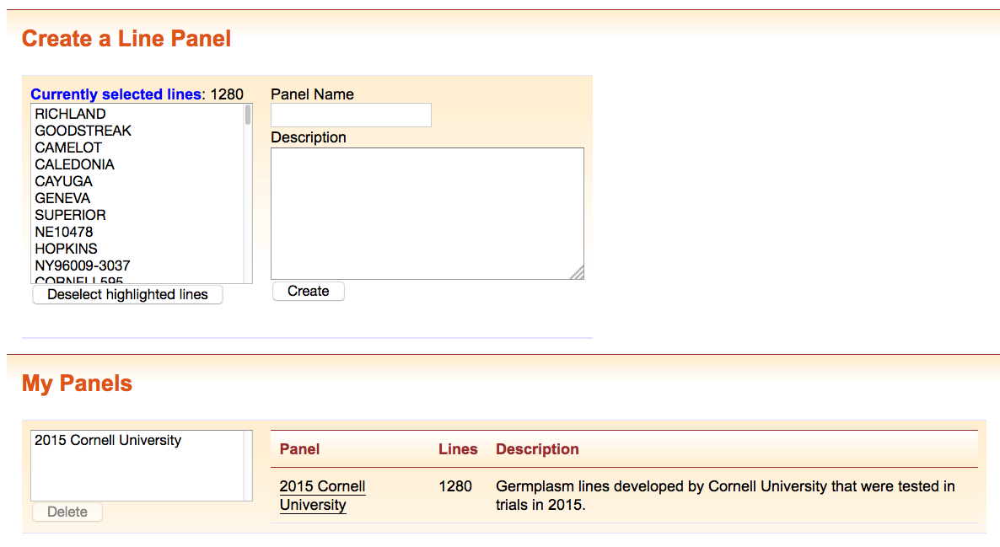 Create a Line Panel
Currently selected lines: 1280
RICHLAND
GOODSTREAK
CAMELOT
CALEDONIA
CAYUGA
GENEVA
SUPERIOR
NE10478
HOPKINS
NY96009-3037
CORNELL595
Deselect highlighted lines
Panel Name
Description
Create
My Panels
2015 Cornell University
Delete
Panel Lines Description
2015 Cornell University 1280 Germplasm lines developed by Cornell University that were tested in
trials in 2015.